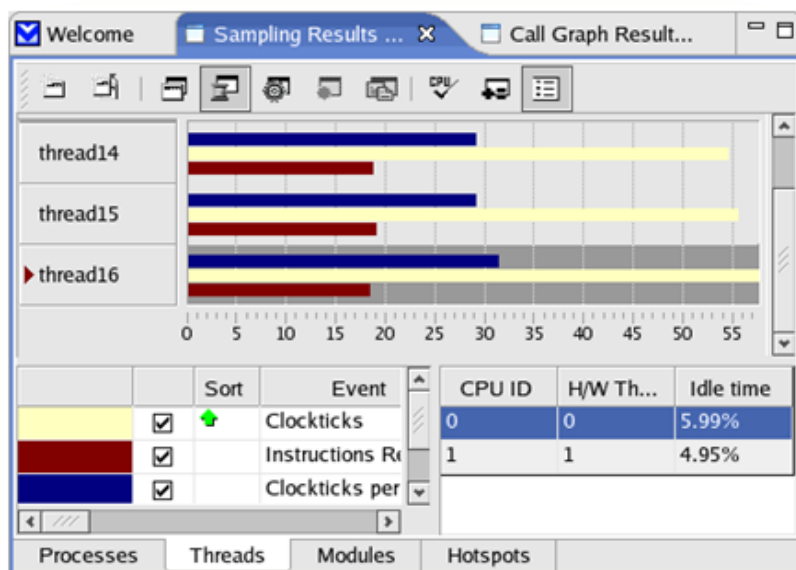 Welcome
Sampling Results ...
Call Graph Result...
CPU
thread14
thread15
thread16
0 5 10 15 20 25 30 35 40 45 50 55
Sort Event
Clockticks
Instructions Re
Clockticks per
CPU ID H/W Th... Idle time
0 0 5.99%
1 1 4.95%
Processes Threads Modules Hotspots